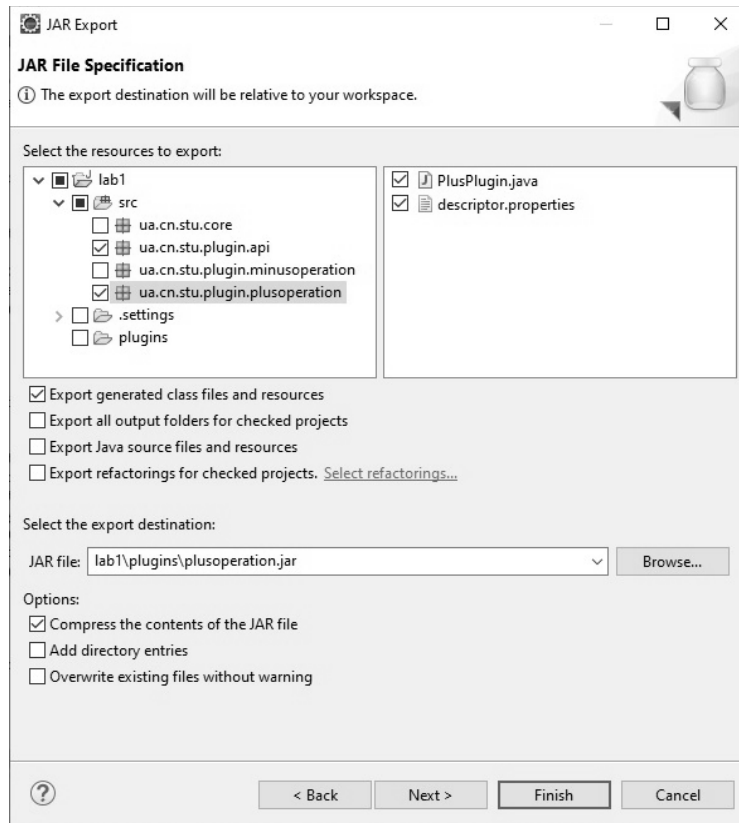 JAR Export
JAR File Specification
The export destination will be relative to your workspace.
Select the resources to export:
lab1
src
ua.cn.stu.core
ua.cn.stu.plugin.api
ua.cn.stu.plugin.minusoperation
ua.cn.stu.plugin.plusoperation
.settings
plugins
PlusPlugin.java
descriptor.properties
Export generated class files and resources
Export all output folders for checked projects
Export Java source files and resources
Export refactorings for checked projects. Select refactorings...
Select the export destination:
JAR file: lab1\plugins\plusoperation.jar Browse...
Options:
Compress the contents of the JAR file
Add directory entries
Overwrite existing files without warning
? < Back Next > Finish Cancel